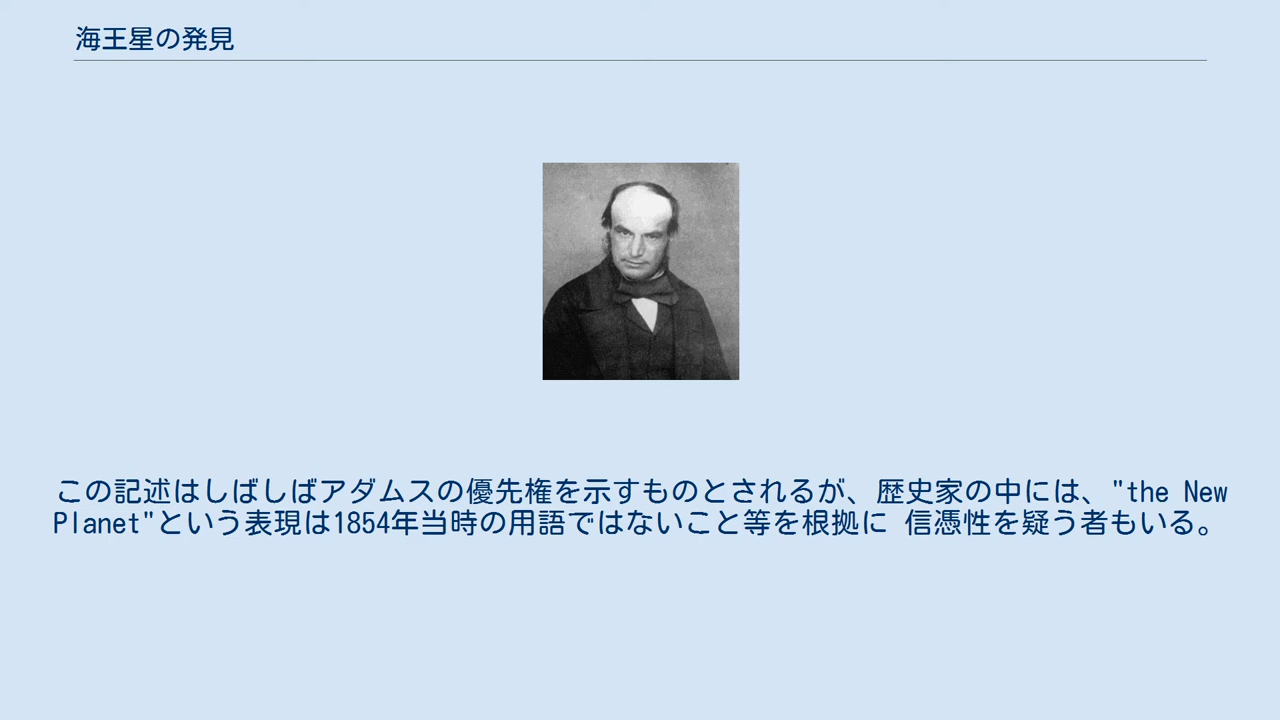 海王星の発見
この記述はしばしばアダムスの優先権を示すものとされるが、歴史家の中には、"the New
Planet"という表現は1854年当時の用語ではないこと等を根拠に 信憑性を疑う者もいる。